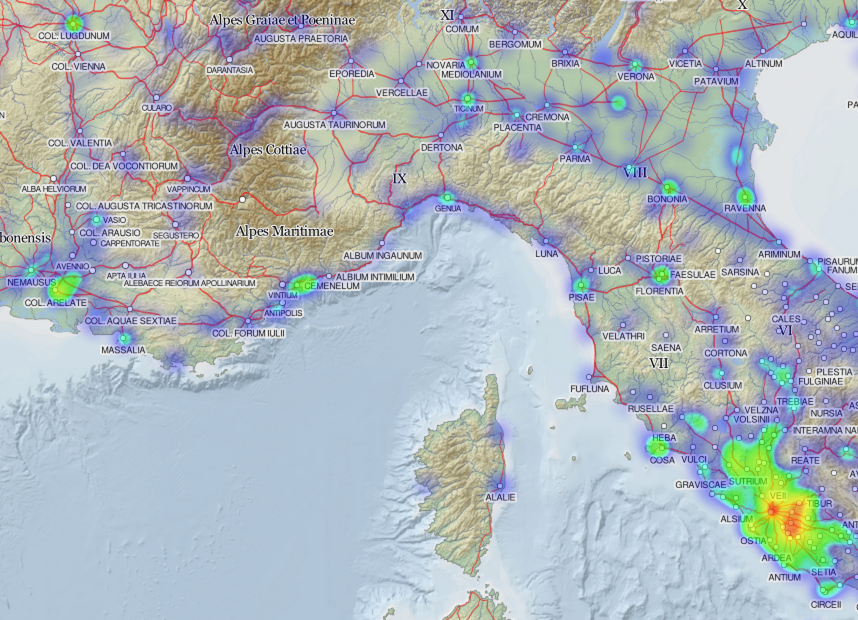 XI
X
Alpes Graiae et Poeninae
COL. LUGDUNUM
AUGUSTA PRAETORIA
COMUM
BERGOMUM
AQUIL
COL. VIENNA
DARANTASIA
EPOREDIA
NOVARIA
MEDIOLANIUM
BRIXIA
VERONA
VICETIA
ALTINUM
PATAVIUM
VERCELLAE
CULARO
TICINUM
PA
N
AUGUSTA TAURINORUM
CREMONA
PLACENTIA
COL. VALENTIA
Alpes Cottiae
DERTONA
PARMA
COL. DEA VOCONTIORUM
IX
VIII
ALBA HELVIORUM
VAPPINCUM
BONONIA
RAVENNA
COL. AUGUSTA TRICASTINORUM
GENUA
VASIO
COL. ARAUSIO
SEGUSTERO
Alpes Maritimae
bonensis
CARPENTORATE
ALBUM INGAUNUM
LUNA
ARIMINUM
AVENNIO
PISTORIAE
PISAURUM
NEMAUSUS
APTA IULIA
ALEBAECE REIORUM APOLLINARIUM
ALBIUM INTIMILIUM
LUCA
FAESULAE
SARSINA
FANUM
CEMENELUM
VINTIUM
PISAE
FLORENTIA
SE
COL. ARELATE
ANTIPOLIS
COL. AQUAE SEXTIAE
COL. FORUM IULII
CALES
VELATHRI
ARRETIUM
VI
MASSALIA
SAENA
CORTONA
VII
PLESTIA
FULGINIAE
FUFLUNA
CLUSIUM
TREBIAE
RUSELLAE
VELZNA
VOLSINII
NURSIA
AS
INTERAMNA NA
HEBA
COSA
VULCI
REATE
GRAVISCAE
SUTRIUM
AV
ALALIE
VEII
TIBUR
ALSIUM
ANT
OSTIA
ARDEA
SETIA
ANTIUM
CIRCEII